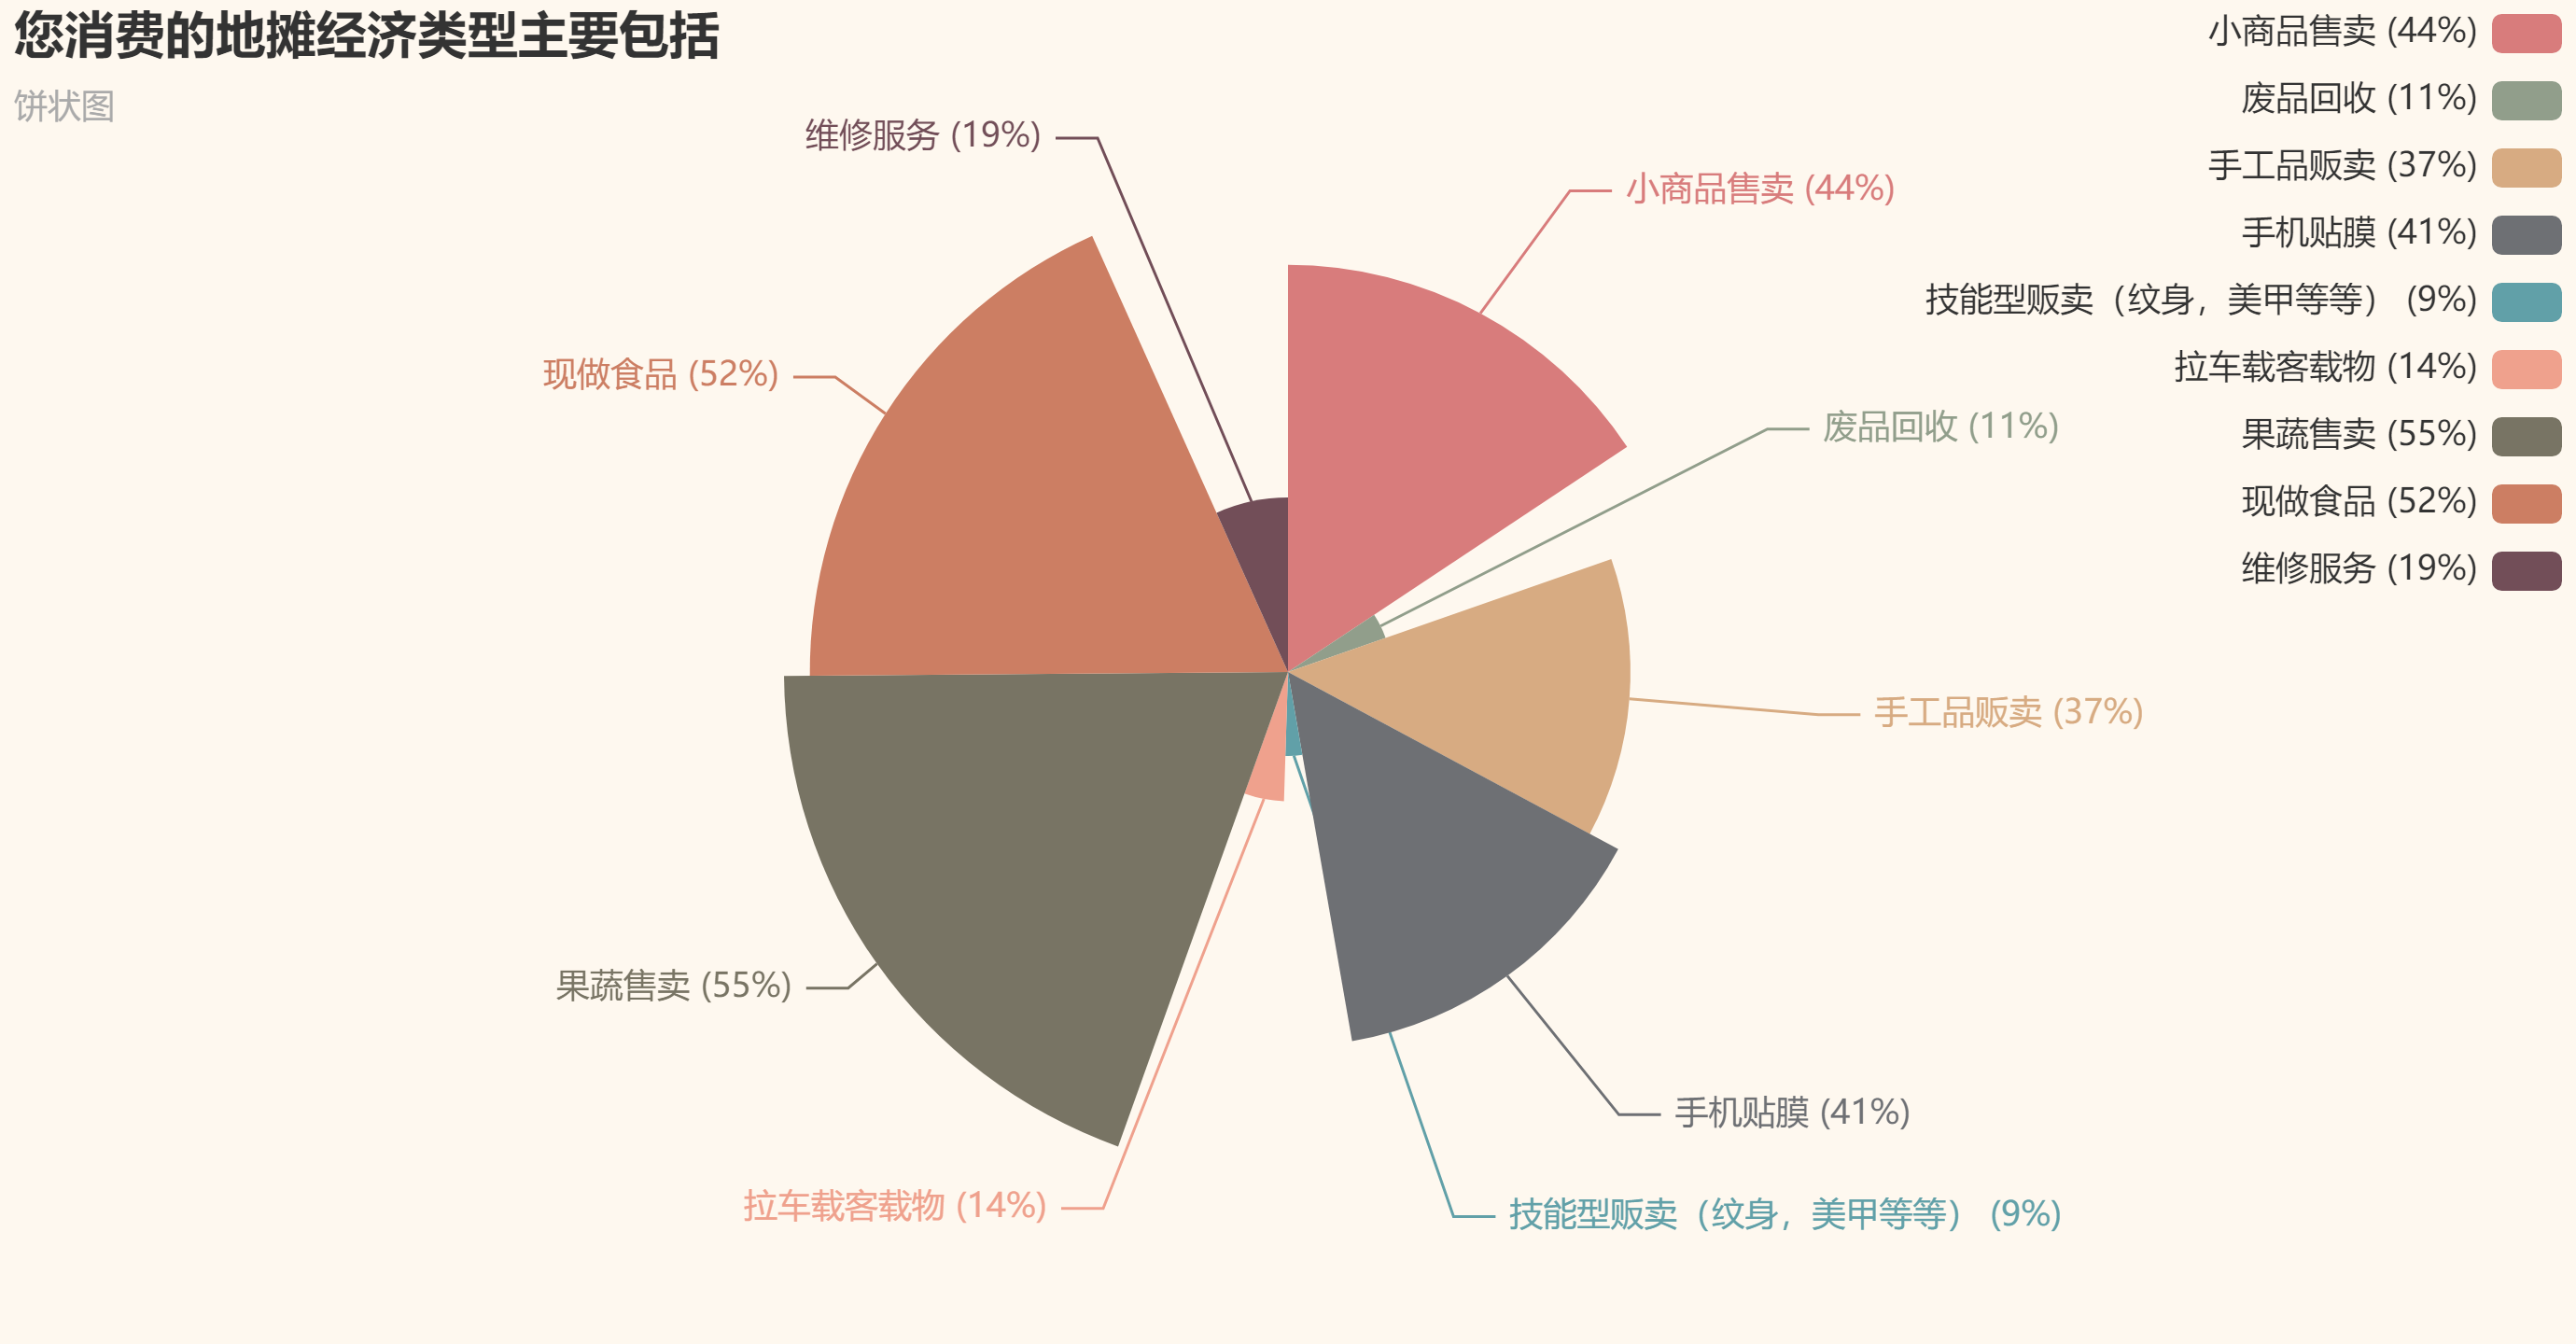 您消费的地摊经济类型主要包括
饼状图
小商品售卖 (44%)
废品回收 (11%)
手工品贩卖 (37%)
手机贴膜 (41%)
技能型贩卖（纹身，美甲等等） (9%)
拉车载客载物 (14%)
果蔬售卖 (55%)
现做食品 (52%)
维修服务 (19%)
维修服务 (19%)
小商品售卖 (44%)
现做食品 (52%)
废品回收 (11%)
手工品贩卖 (37%)
果蔬售卖 (55%)
手机贴膜 (41%)
拉车载客载物 (14%)
技能型贩卖（纹身，美甲等等） (9%)